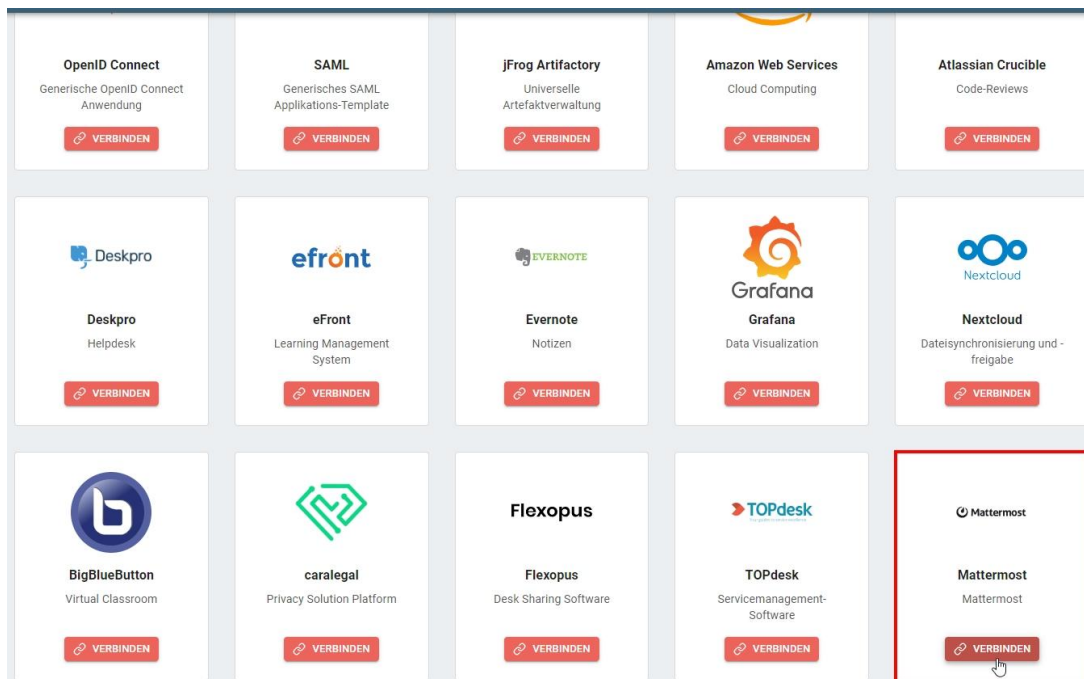 OpenID Connect
Generische OpenID Connect
Anwendung
VERBINDEN
SAML
Generisches SAML
Applikations-Template
VERBINDEN
jFrog Artifactory
Universelle
Artefaktverwaltung
VERBINDEN
Amazon Web Services
Cloud Computing
VERBINDEN
Atlassian Crucible
Code-Reviews
VERBINDEN
Deskpro
Deskpro
Helpdesk
VERBINDEN
efront
eFront
Learning Management
System
VERBINDEN
EVERNOTE
Evernote
Notizen
VERBINDEN
Grafana
Grafana
Data Visualization
VERBINDEN
Nextcloud
Nextcloud
Dateisynchronisierung und -
freigabe
VERBINDEN
b
BigBlueButton
Virtual Classroom
VERBINDEN
caralegal
Privacy Solution Platform
VERBINDEN
Flexopus
Flexopus
Desk Sharing Software
VERBINDEN
TOPdesk
TOPdesk
Servicemanagement-
Software
VERBINDEN
Mattermost
Mattermost
Mattermost
VERBINDEN